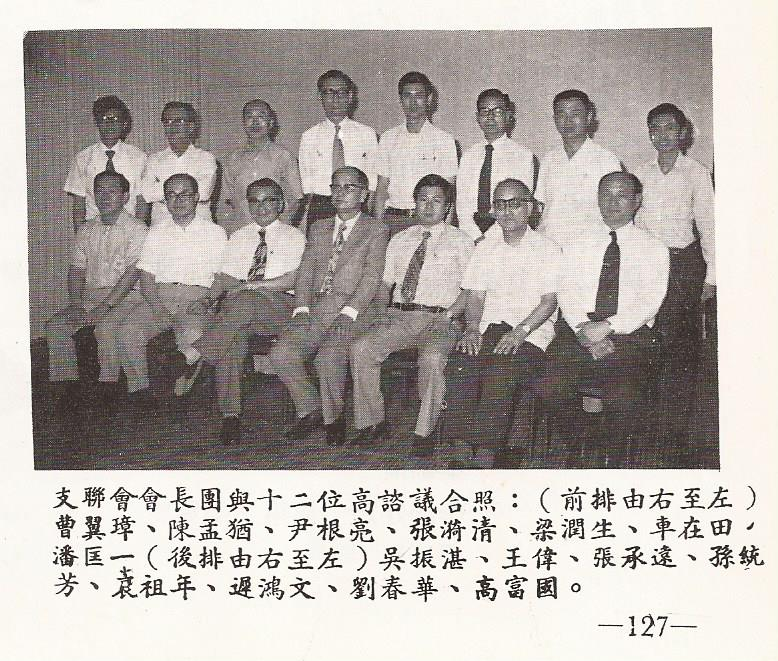 支聯會會長團與十二位高諮議合照：（前排由右至左）
曹翼璋、陳孟猶、尹根亮、張漪清、梁潤生、車在田，
潘匡一（後排由右至左）吳振湛、王偉、張承遠、孫統
芳、袁祖年、遲鴻文、劉春華、高富國。
—127—